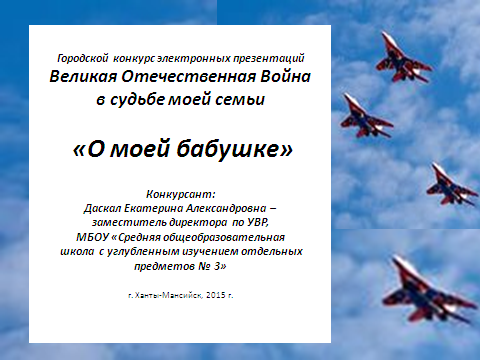 Городской конкурс электронных презентаций
Великая Отечественная Война
в судьбе моей семьи
«О моей бабушке»
Конкурсант:
Даскал Екатерина Александровна –
заместитель директора по УВР,
МБОУ «Средняя общеобразовательная
школа с углубленным изучением отдельных
предметов № 3»
г. Ханты-Мансийск, 2015 г.